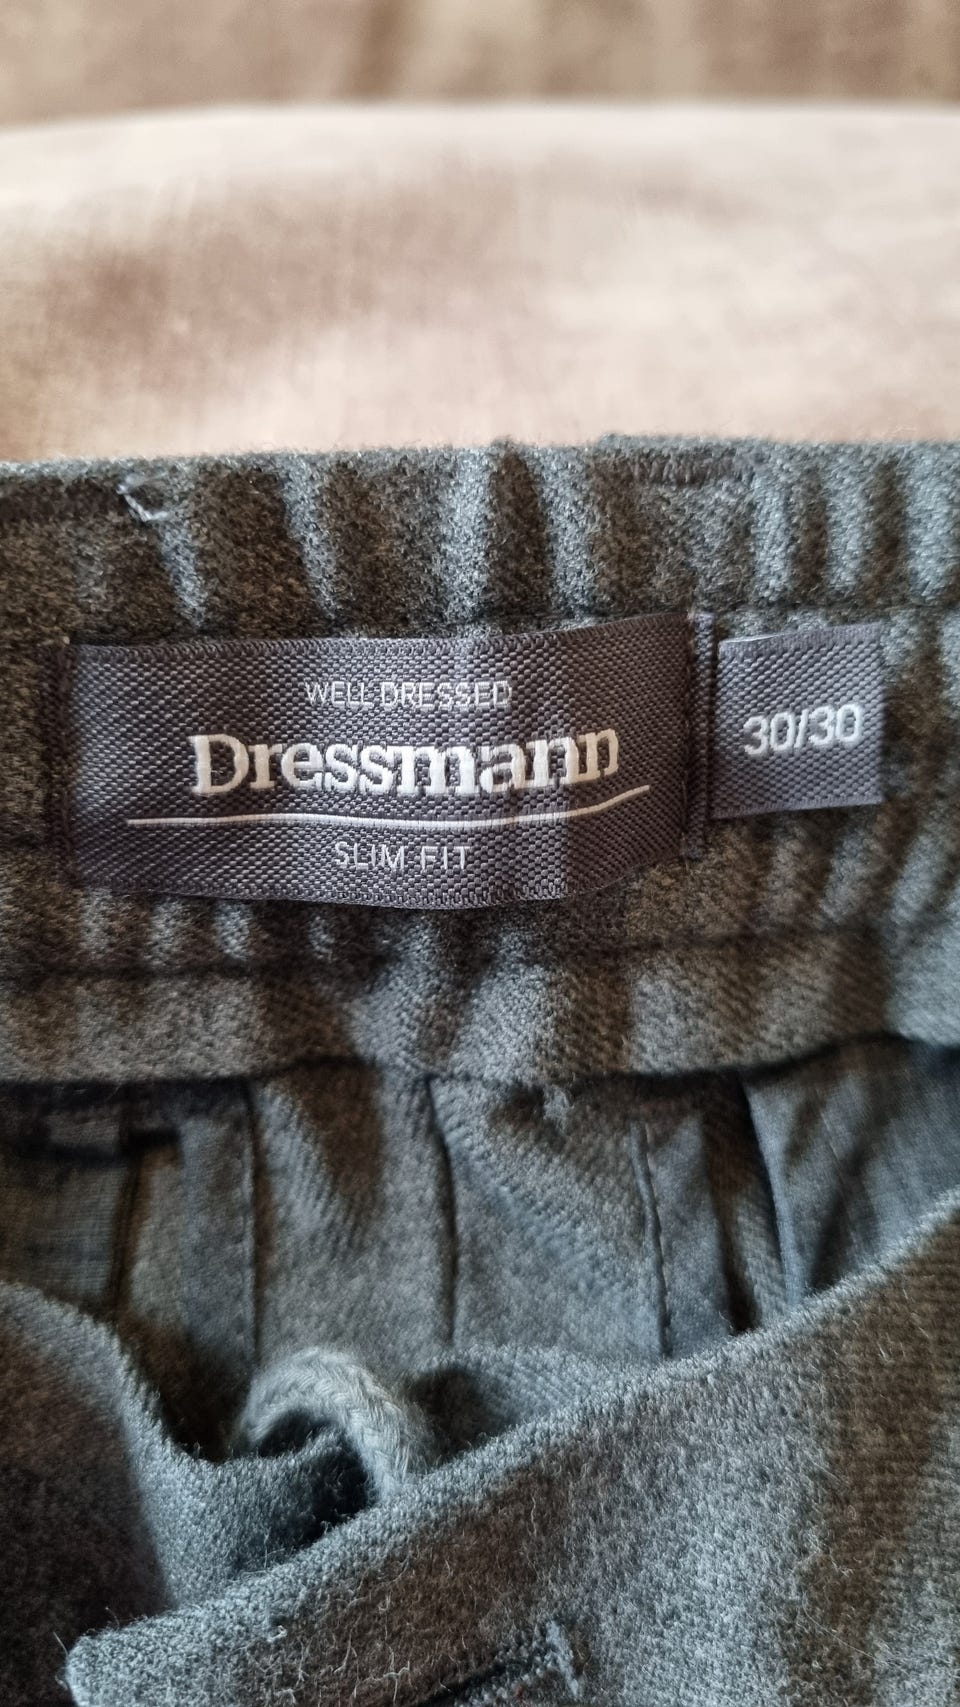 WELL DRESSED
Dressmann
SLIM FIT
30/30